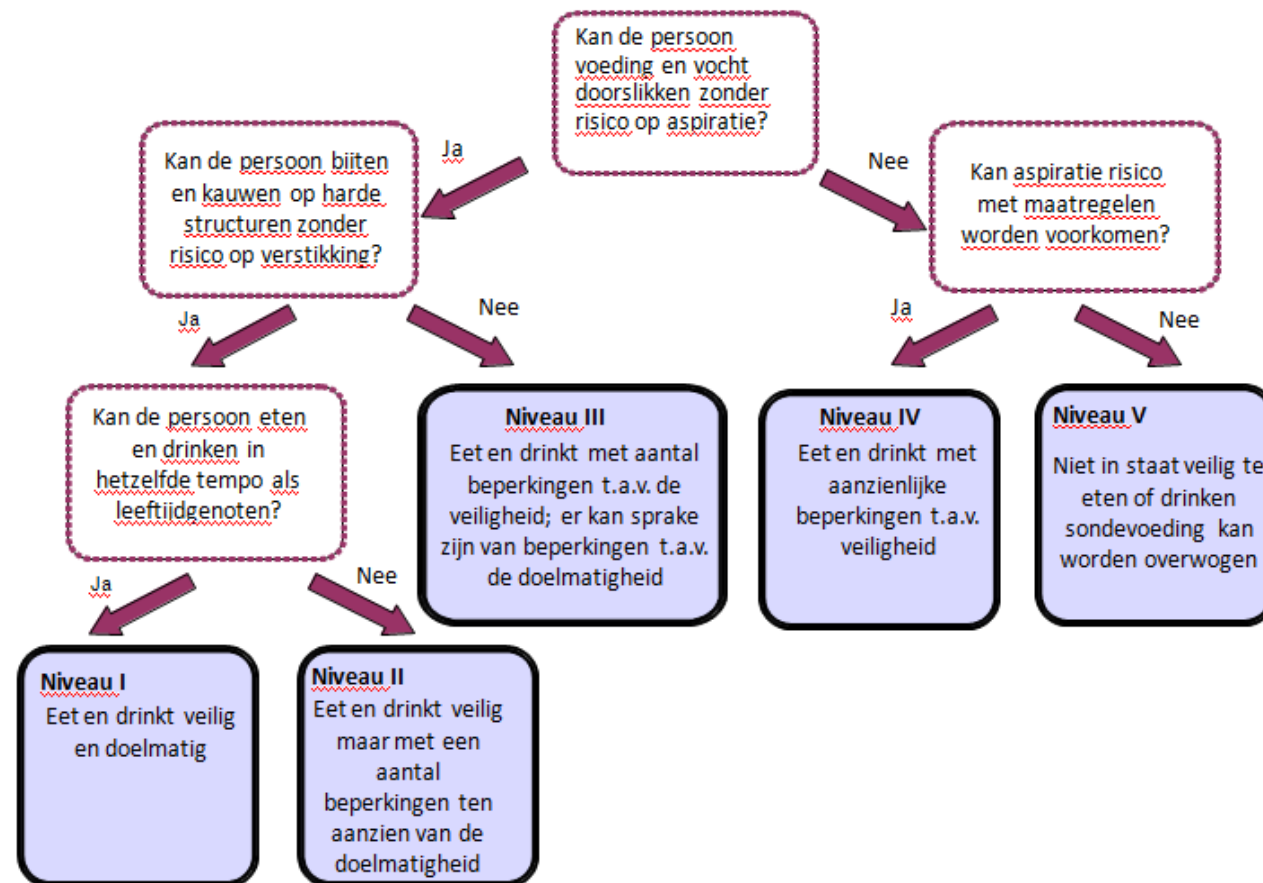 Kan de persoon
voeding en vocht
doorslikken zonder
risico op aspiratie?
Ja
Nee
Kan de persoon biiten
en kauwen op harde
structuren zonder
risico op verstikking?
Kan aspiratie risico
met maatregelen
worden voorkomen?
Ja
Nee
Ja
Nee
Kan de persoon eten
en drinken in
hetzelfde tempo als
leeftijdgenoten?
Niveau III
Eet en drinkt met aantal
beperkingen t.a.v. de
veiligheid; er kan sprake
zijn van beperkingen t.a.v.
de doelmatigheid
Niveau IV
Eet en drinkt met
aanzienlijke
beperkingen t.a.v.
veiligheid
Niveau V
Niet in staat veilig te
eten of drinken
sondevoeding kan
worden overwogen
Ja
Nee
Niveau I
Eet en drinkt veilig
en doelmatig
Niveau II
Eet en drinkt veilig
maar met een
aantal
beperkingen ten
aanzien van de
doelmatigheid